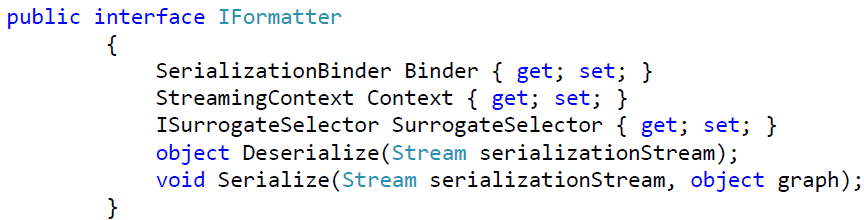 public interface IFormatter
{
SerializationBinder Binder { get; set; }
StreamingContext Context { get; set; }
ISurrogateSelector SurrogateSelector { get; set; }
object Deserialize(Stream serializationStream);
void Serialize(Stream serializationStream, object graph);
}